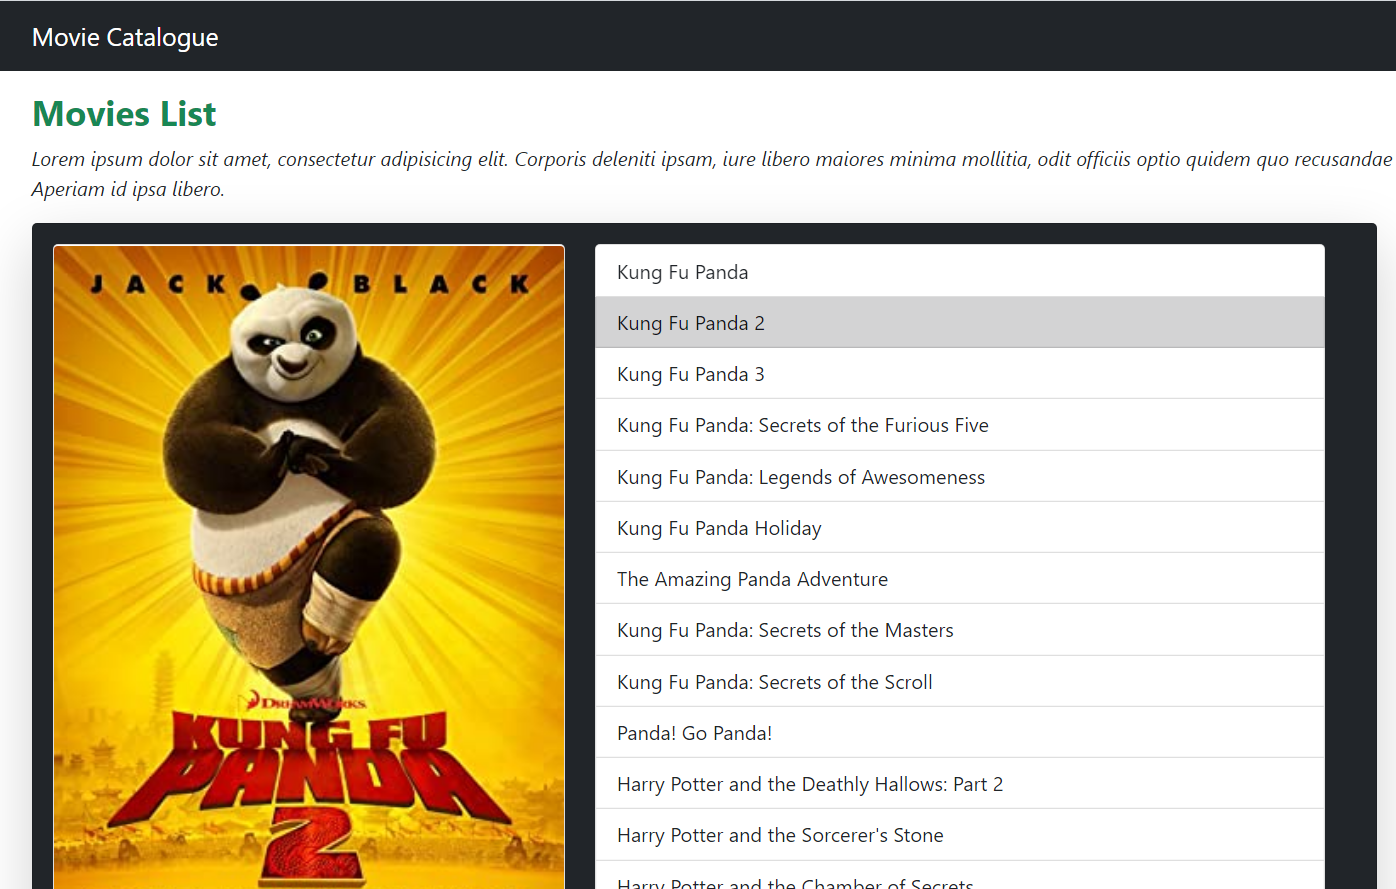 Movie Catalogue
Movies List
Lorem ipsum dolor sit amet, consectetur adipisicing elit. Corporis deleniti ipsam, iure libero maiores minima mollitia, odit officiis optio quidem quo recusandae
Aperiam id ipsa libero.
JACK BLACK
DREAMWORKS
KUNG FU
PANDA
2
Kung Fu Panda
Kung Fu Panda 2
Kung Fu Panda 3
Kung Fu Panda: Secrets of the Furious Five
Kung Fu Panda: Legends of Awesomeness
Kung Fu Panda Holiday
The Amazing Panda Adventure
Kung Fu Panda: Secrets of the Masters
Kung Fu Panda: Secrets of the Scroll
Panda! Go Panda!
Harry Potter and the Deathly Hallows: Part 2
Harry Potter and the Sorcerer's Stone
Harry Potter and the Chamber of Secrets